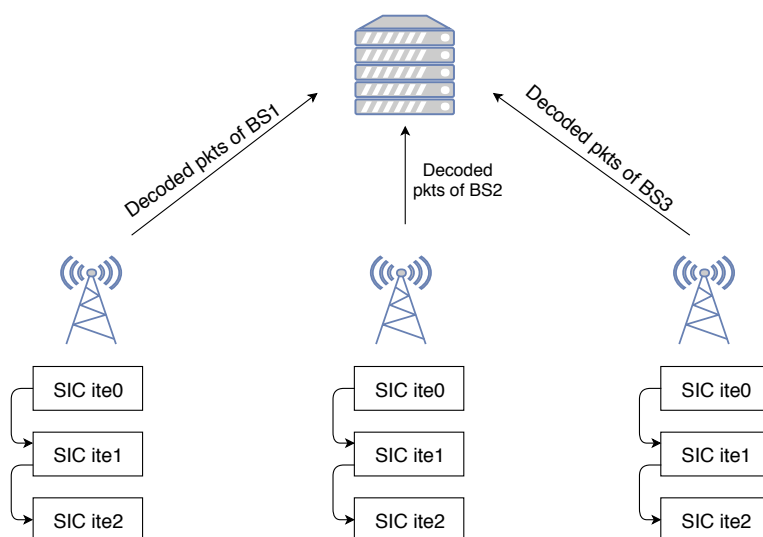 Decoded pkts of BS1
Decoded
pkts of BS2
Decoded pkts of BS3
SIC ite0
SIC ite0
SIC ite0
SIC ite1
SIC ite1
SIC ite1
SIC ite2
SIC ite2
SIC ite2